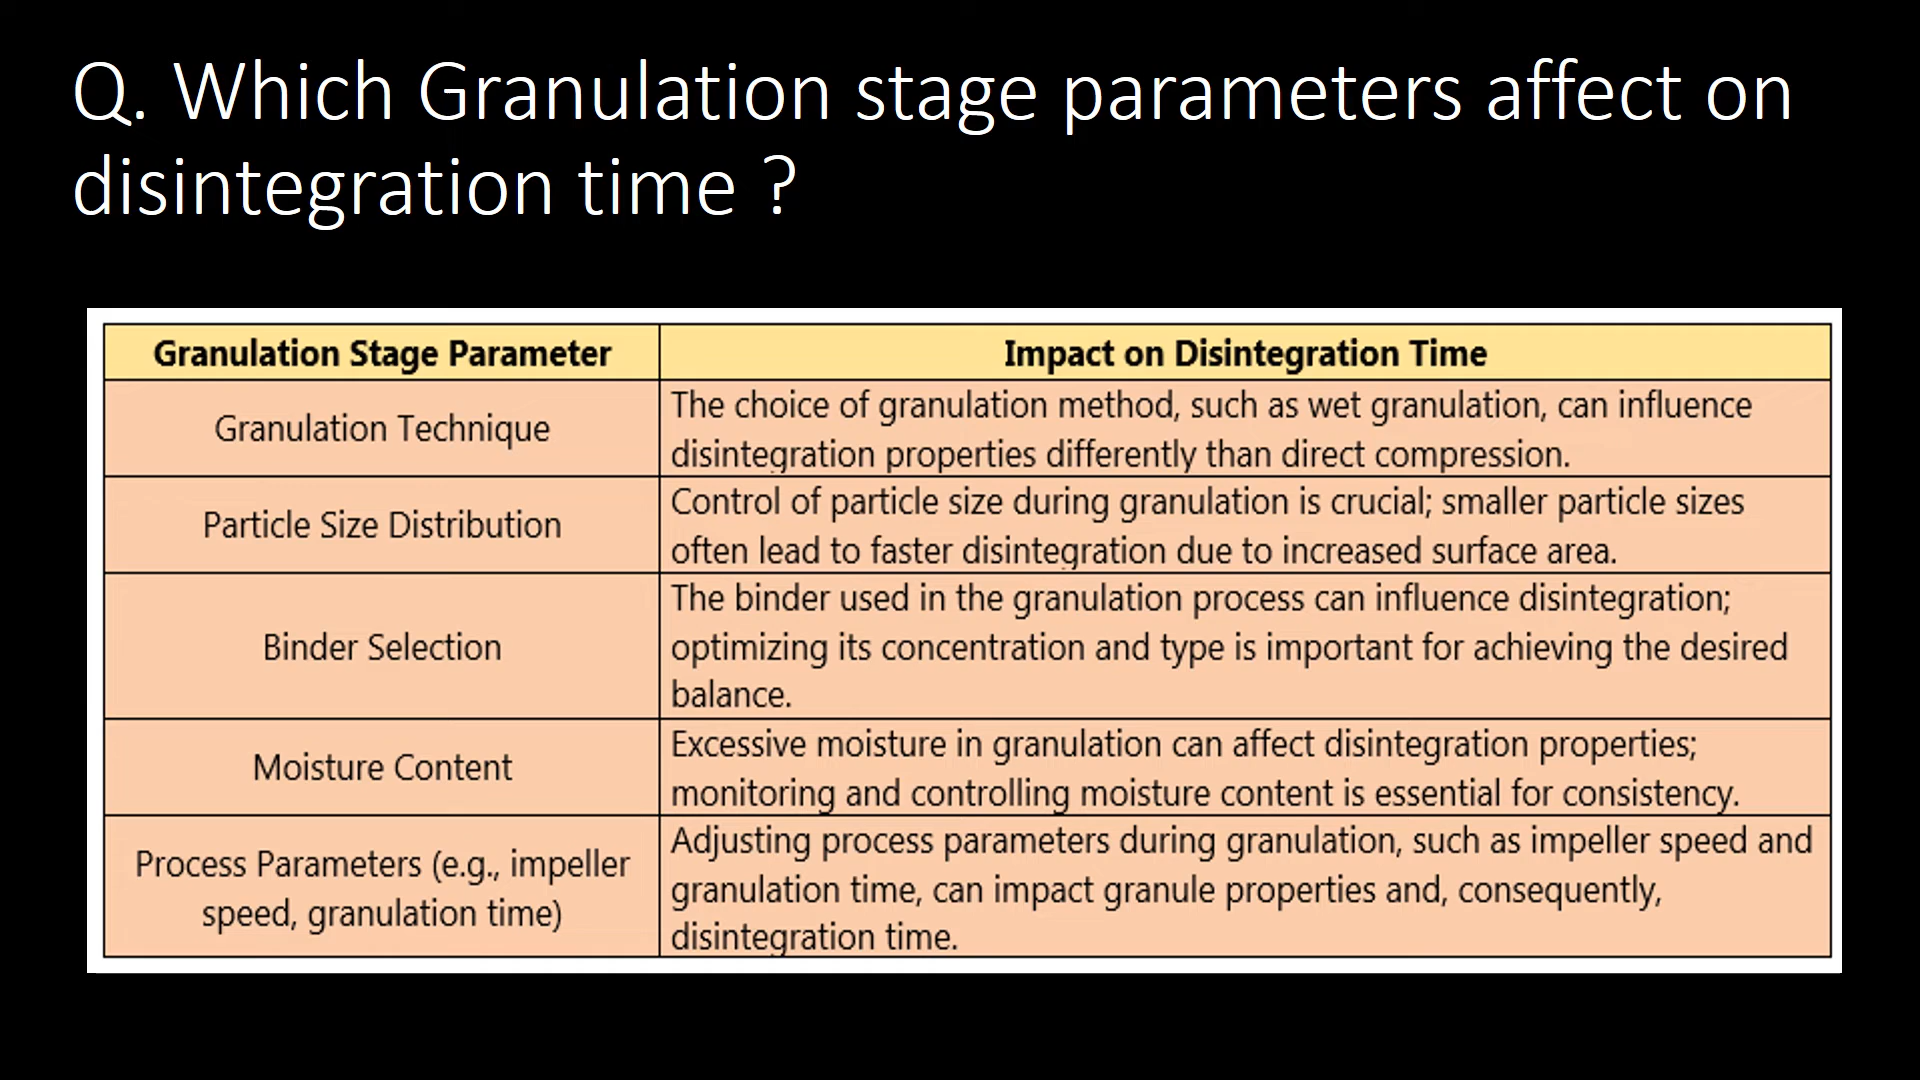 Q. Which Granulation stage parameters affect on
disintegration time ?
Granulation Stage Parameter
Impact on Disintegration Time
Granulation Technique
The choice of granulation method, such as wet granulation, can influence
disintegration properties differently than direct compression.
Particle Size Distribution
Control of particle size during granulation is crucial; smaller particle sizes
often lead to faster disintegration due to increased surface area.
Binder Selection
The binder used in the granulation process can influence disintegration;
optimizing its concentration and type is important for achieving the desired
balance.
Moisture Content
Excessive moisture in granulation can affect disintegration properties;
monitoring and controlling moisture content is essential for consistency.
Process Parameters (e.g., impeller
speed, granulation time)
Adjusting process parameters during granulation, such as impeller speed and
granulation time, can impact granule properties and, consequently,
disintegration time.